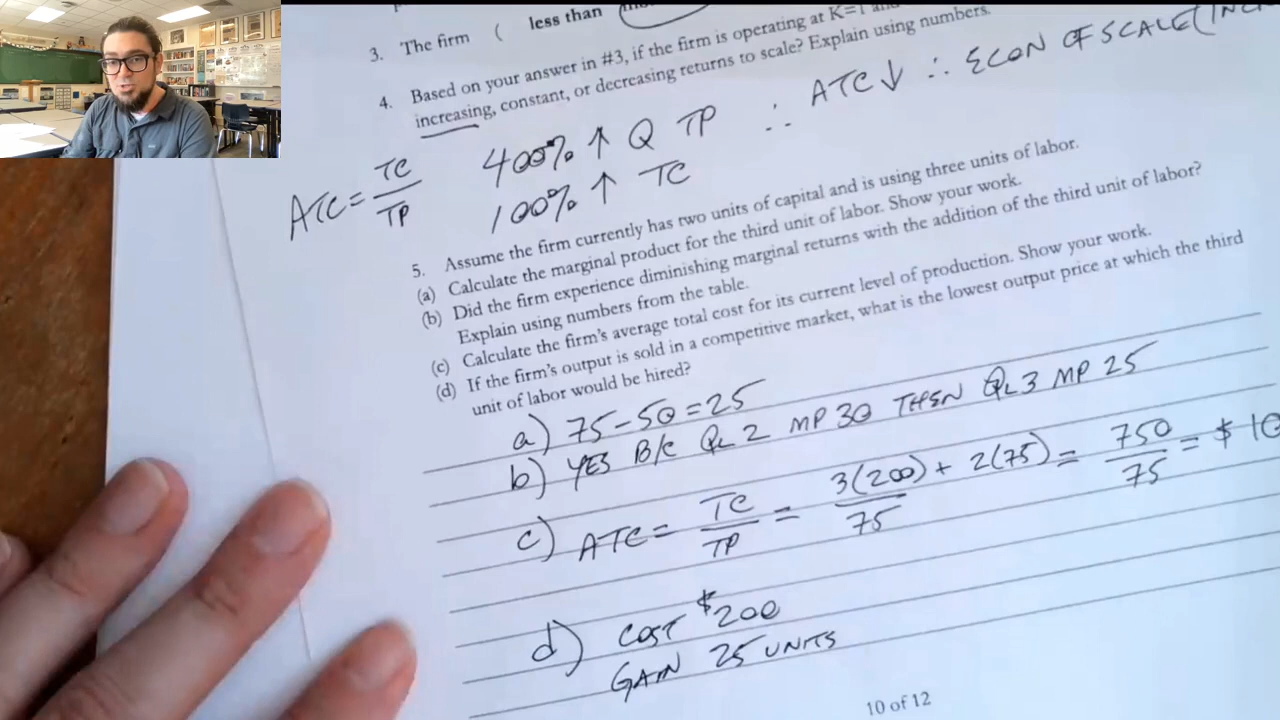 3. The firm ( less than
4. Based on your answer in #3, if the firm is operating at K=1 and
increasing, constant, or decreasing returns to scale? Explain using numbers.
400% ↑ Q TP ∴ ATC↓ ∴ ECON OF SCALE (INC
ATC = TC/TP
100% ↑ TC
5. Assume the firm currently has two units of capital and is using three units of labor.
(a) Calculate the marginal product for the third unit of labor. Show your work.
(b) Did the firm experience diminishing marginal returns with the addition of the third unit of labor?
Explain using numbers from the table.
(c) Calculate the firm's average total cost for its current level of production. Show your work.
(d) If the firm's output is sold in a competitive market, what is the lowest output price at which the third
unit of labor would be hired?
a) 75 - 50 = 25
b) YES B/C QL 2 MP 30 THEN QL 3 MP 25
c) ATC = TC/TP = 3(200) + 2(75)/75 = 750/75 = $10
d) COST $200
GAIN 25 UNITS
10 of 12